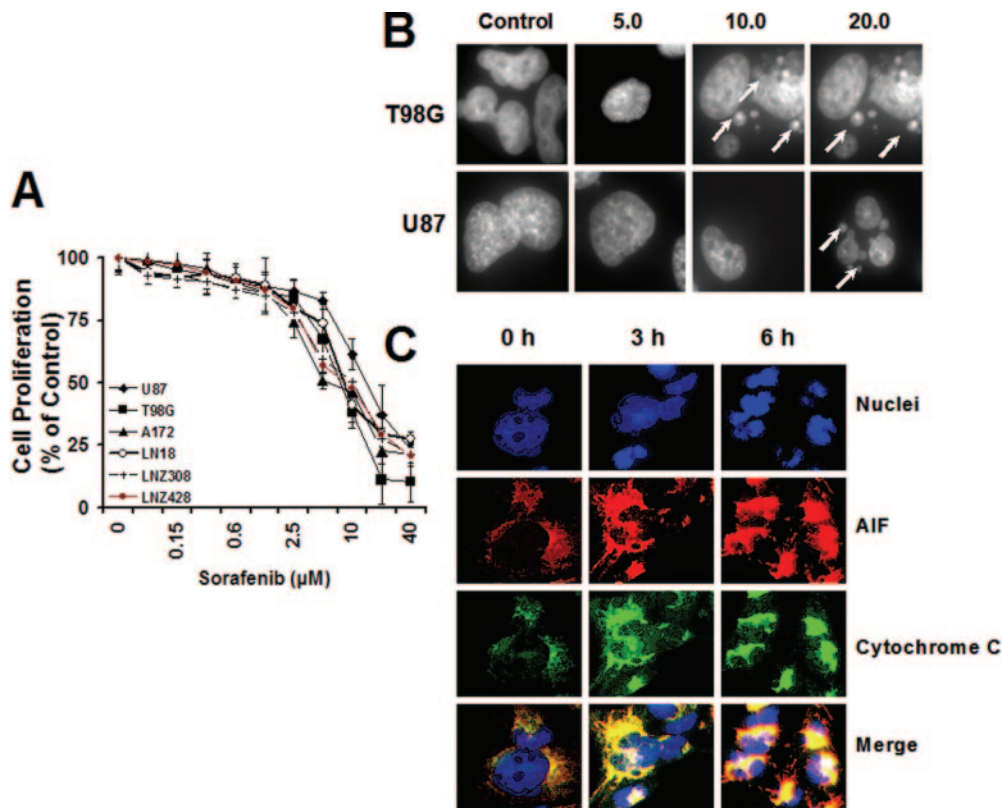 A
100
75
50
25
0
Cell Proliferation
(% of Control)
U87
T98G
A172
LN18
LNZ308
LNZ428
0
0.15
0.6
2.5
10
40
Sorafenib (µM)
B
Control 5.0 10.0 20.0
T98G
U87
C
0 h 3 h 6 h
Nuclei
AIF
Cytochrome C
Merge